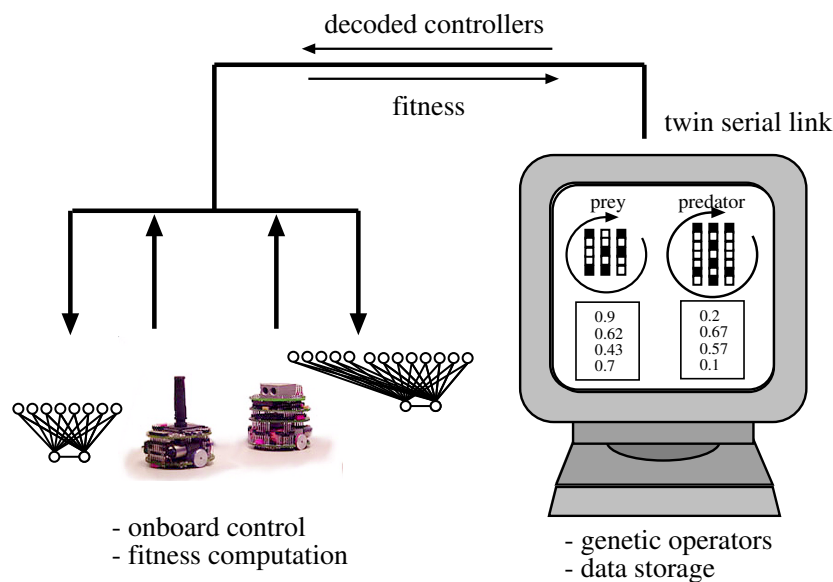 decoded controllers
fitness
twin serial link
prey
predator
0.9
0.62
0.43
0.7
0.2
0.67
0.57
0.1
- onboard control
- fitness computation
- genetic operators
- data storage